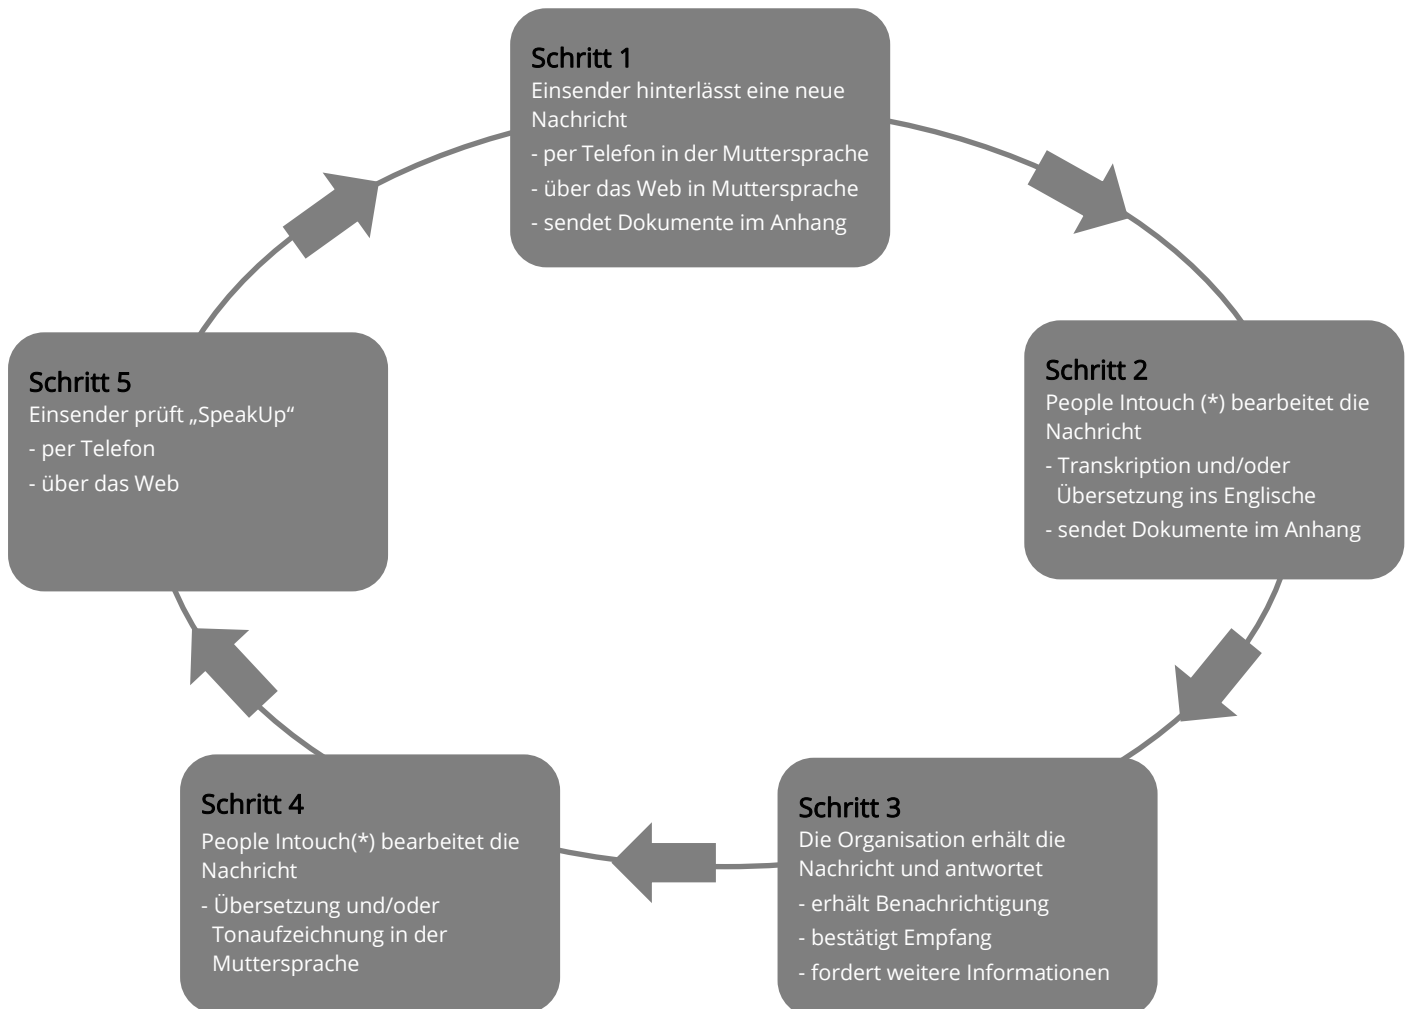 Schritt 1
Einsender hinterlässt eine neue
Nachricht
- per Telefon in der Muttersprache
- über das Web in Muttersprache
- sendet Dokumente im Anhang
Schritt 2
People Intouch (*) bearbeitet die
Nachricht
- Transkription und/oder
Übersetzung ins Englische
- sendet Dokumente im Anhang
Schritt 3
Die Organisation erhält die
Nachricht und antwortet
- erhält Benachrichtigung
- bestätigt Empfang
- fordert weitere Informationen
Schritt 4
People Intouch(*) bearbeitet die
Nachricht
- Übersetzung und/oder
Tonaufzeichnung in der
Muttersprache
Schritt 5
Einsender prüft „SpeakUp“
- per Telefon
- über das Web